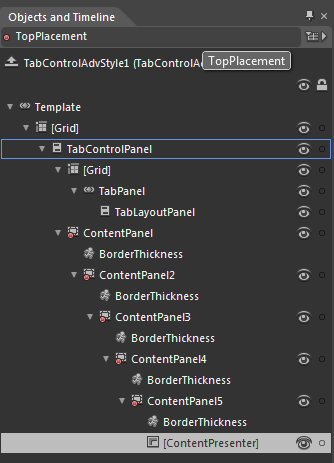 Objects and Timeline
TopPlacement
TabControlAdvStyle1 (TabControlAd
TopPlacement
Template
[Grid]
TabControlPanel
[Grid]
TabPanel
TabLayoutPanel
ContentPanel
BorderThickness
ContentPanel2
BorderThickness
ContentPanel3
BorderThickness
ContentPanel4
BorderThickness
ContentPanel5
BorderThickness
[ContentPresenter]